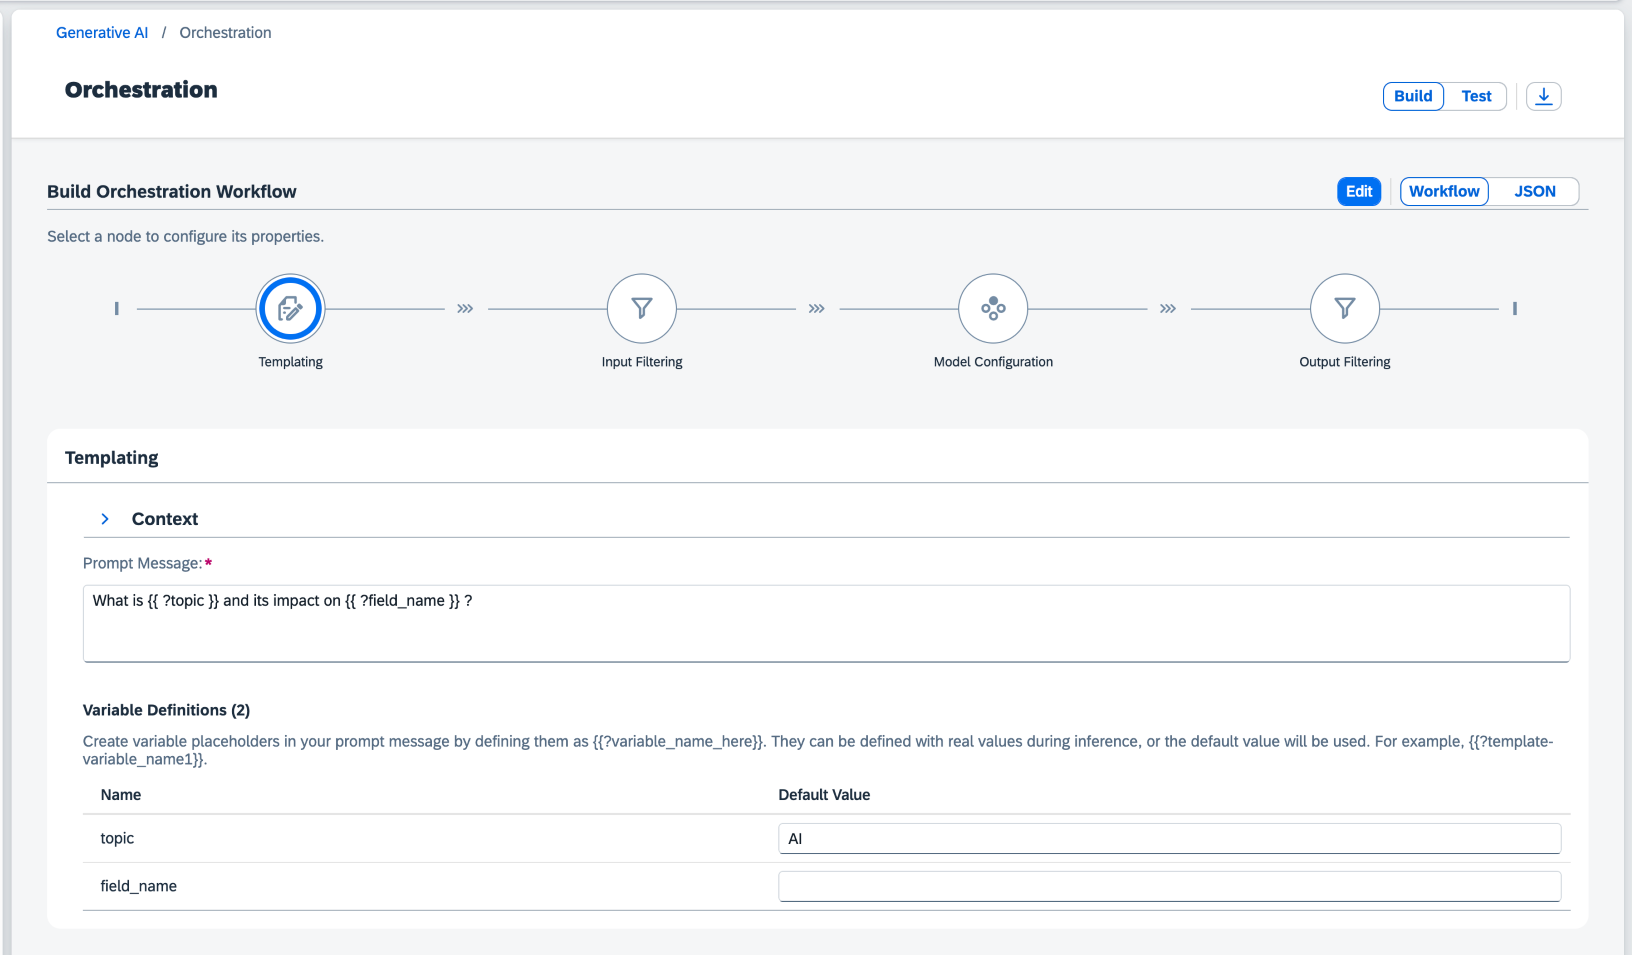 Generative AI / Orchestration
Orchestration
Build Test
Build Orchestration Workflow
Edit Workflow JSON
Select a node to configure its properties.
Templating Input Filtering Model Configuration Output Filtering
Templating
Context
Prompt Message:*
What is {{ ?topic }} and its impact on {{ ?field_name }} ?
Variable Definitions (2)
Create variable placeholders in your prompt message by defining them as {{?variable_name_here}}. They can be defined with real values during inference, or the default value will be used. For example, {{?template-
variable_name1}}.
Name Default Value
topic AI
field_name